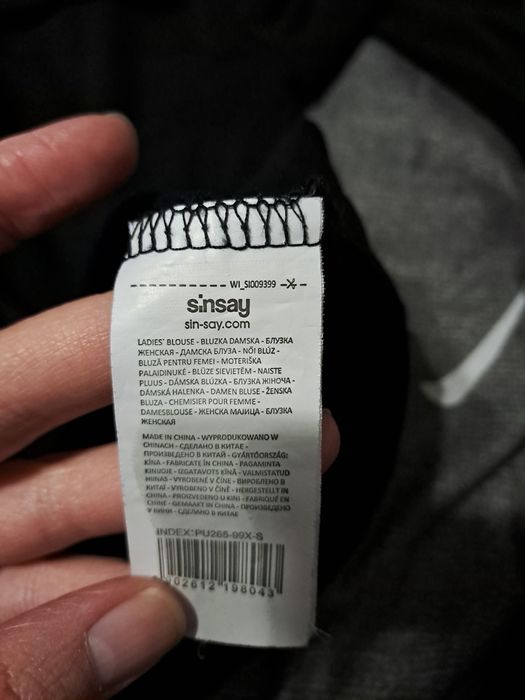 WI_SI009399
sinsay
sin-say.com
LADIES' BLOUSE - BLUZKA DAMSKA - БЛУЗКА
ЖЕНСКАЯ - ДАМСКА БЛУЗА - NŐI BLÚZ -
BLUZĂ PENTRU FEMEI - MOTERIŠKA
PALAIDINUKĖ - BLŪZE SIEVIETĒM - NAISTE
PLUUS - DÁMSKA BLÚZKA - БЛУЗКА ЖІНОЧА -
DÁMSKÁ HALENKA - DAMEN BLUSE - ŽENSKA
BLUZA - CHEMISIER POUR FEMME -
DAMESBLOUSE - ЖЕНСКА МАЈИЦА - БЛУЗКА
ЖЕНСКАЯ
MADE IN CHINA - WYPRODUKOWANO W
CHINACH - СДЕЛАНО В КИТАЕ -
ПРОИЗВЕДЕНО В КИТАЙ - GYÁRTÓORSZÁG:
KÍNA - FABRICATE ÎN CHINA - PAGAMINTA
KINIJOJE - IZGATAVOTS ĶĪNĀ - VALMISTATUD
HIINAS - VYROBENÉ V ČÍNE - ВИРОБЛЕНО В
КИТАЇ - VYROBENO V ČÍNĚ - HERGESTELLT IN
CHINA - PROIZVEDENO U KINI - FABRIQUÉ EN
CHINE - GEMAAKT IN CHINA - ПРОИЗВЕДЕНО
У КИНИ - СДЕЛАНО В КИТАЕ
INDEX: PU265-99X-S
902612 198043